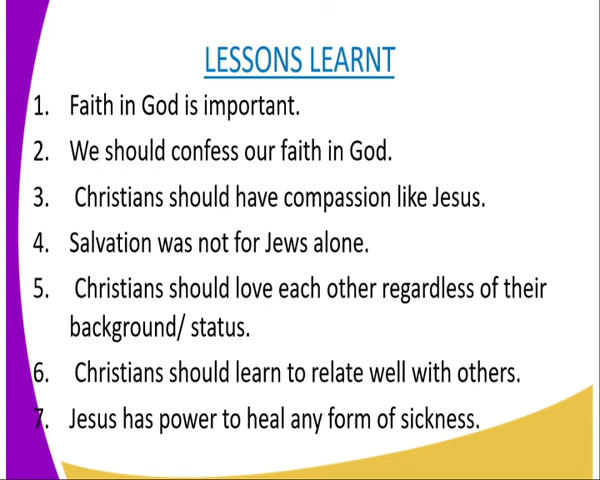 LESSONS LEARNT
1. Faith in God is important.
2. We should confess our faith in God.
3. Christians should have compassion like Jesus.
4. Salvation was not for Jews alone.
5. Christians should love each other regardless of their
background/ status.
6. Christians should learn to relate well with others.
7. Jesus has power to heal any form of sickness.